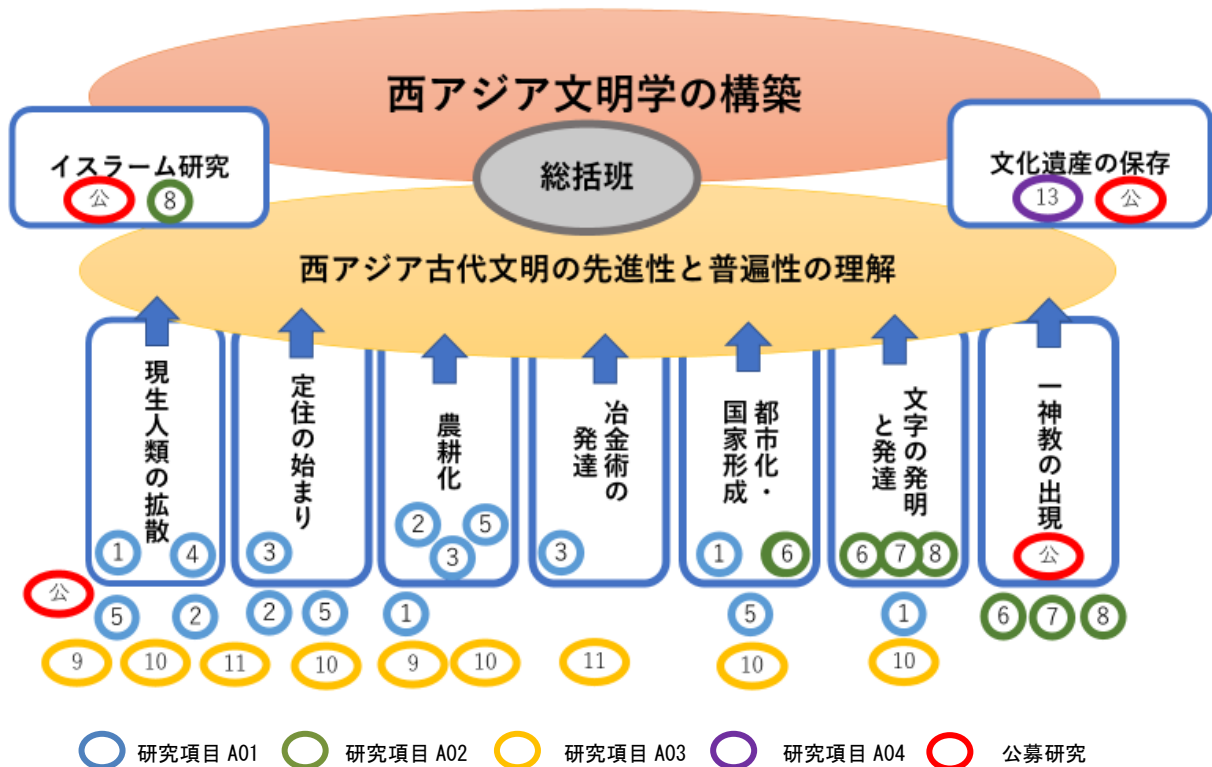 西アジア文明学の構築
総括班
イスラーム研究
公 8
文化遺産の保存
13 公
西アジア古代文明の先進性と普遍性の理解
現生人類の拡散
定住の始まり
農耕化
冶金術の
発達
都市化・
国家形成
文字の発明
と発達
一神教の出現
1 4 3 2 3 5 3 1 6 6 7 8 公
公 5 2 2 5 1 5 1 6 7 8
9 10 11 10 9 10 11 10 10
研究項目 A01 研究項目 A02 研究項目 A03 研究項目 A04 公募研究